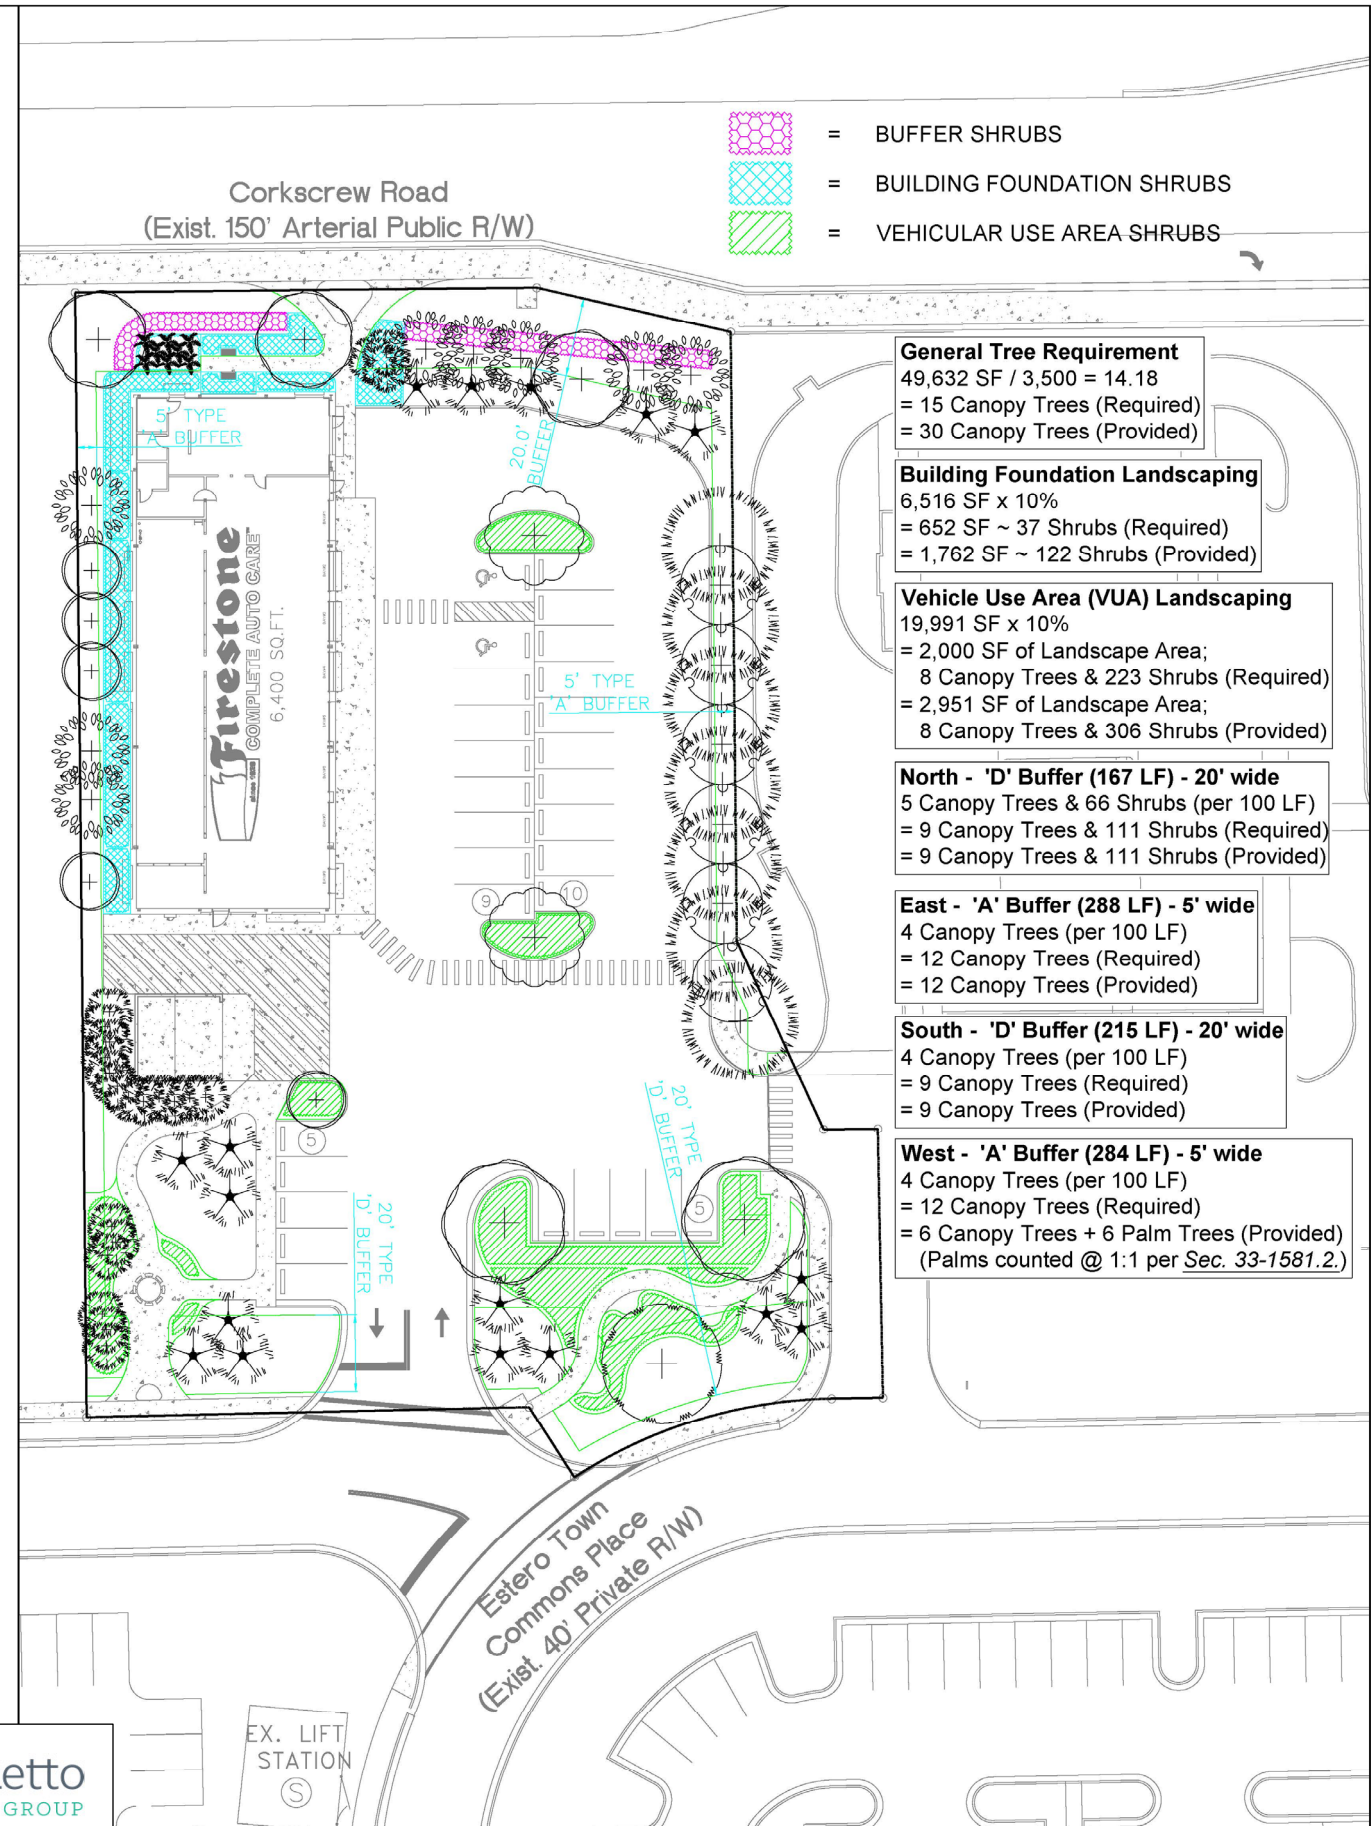 = BUFFER SHRUBS
= BUILDING FOUNDATION SHRUBS
= VEHICULAR USE AREA SHRUBS
Corkscrew Road
(Exist. 150' Arterial Public R/W)
General Tree Requirement
49,632 SF / 3,500 = 14.18
= 15 Canopy Trees (Required)
= 30 Canopy Trees (Provided)
Building Foundation Landscaping
6,516 SF x 10%
= 652 SF ~ 37 Shrubs (Required)
= 1,762 SF ~ 122 Shrubs (Provided)
Vehicle Use Area (VUA) Landscaping
19,991 SF x 10%
= 2,000 SF of Landscape Area;
8 Canopy Trees & 223 Shrubs (Required)
= 2,951 SF of Landscape Area;
8 Canopy Trees & 306 Shrubs (Provided)
North - 'D' Buffer (167 LF) - 20' wide
5 Canopy Trees & 66 Shrubs (per 100 LF)
= 9 Canopy Trees & 111 Shrubs (Required)
= 9 Canopy Trees & 111 Shrubs (Provided)
East - 'A' Buffer (288 LF) - 5' wide
4 Canopy Trees (per 100 LF)
= 12 Canopy Trees (Required)
= 12 Canopy Trees (Provided)
South - 'D' Buffer (215 LF) - 20' wide
4 Canopy Trees (per 100 LF)
= 9 Canopy Trees (Required)
= 9 Canopy Trees (Provided)
West - 'A' Buffer (284 LF) - 5' wide
4 Canopy Trees (per 100 LF)
= 12 Canopy Trees (Required)
= 6 Canopy Trees + 6 Palm Trees (Provided)
(Palms counted @ 1:1 per Sec. 33-1581.2.)
5' TYPE
'A' BUFFER
20.0'
BUFFER
Firestone
COMPLETE AUTO CARE
6,400 SQ.FT.
since 1926
5' TYPE
'A' BUFFER
9
10
5
5
20' TYPE
'D' BUFFER
20' TYPE
'D' BUFFER
Estero Town
Commons Place
(Exist. 40' Private R/W)
EX. LIFT
STATION
S
etto
GROUP